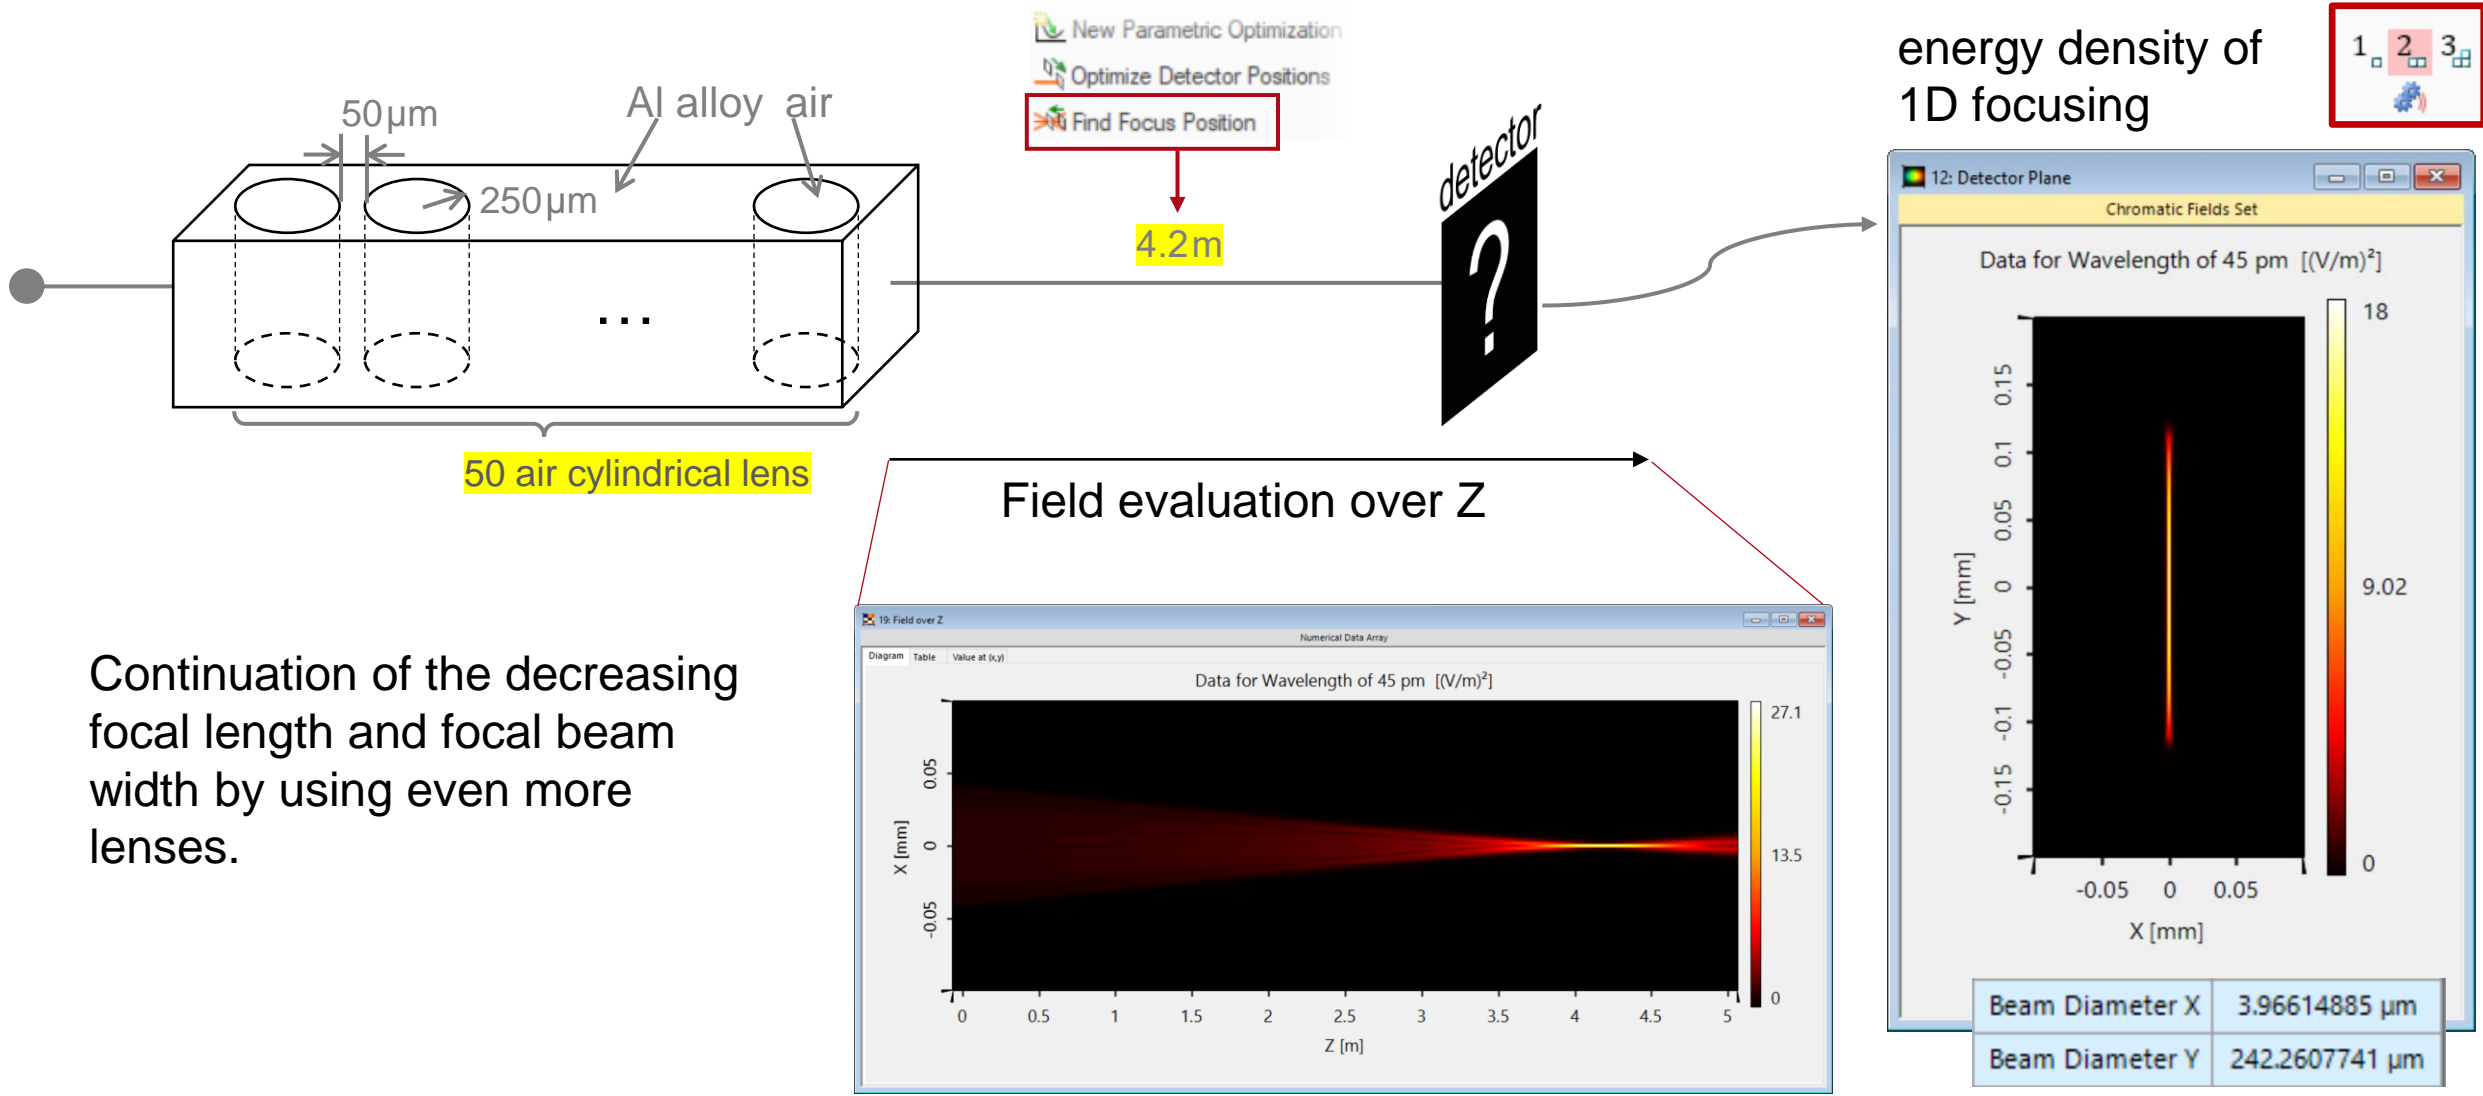 New Parametric Optimization
Optimize Detector Positions
Find Focus Position
energy density of
1D focusing
1 2 3
50µm
Al alloy air
250µm
4.2m
detector
?
...
50 air cylindrical lens
Field evaluation over Z
Continuation of the decreasing
focal length and focal beam
width by using even more
lenses.
19: Field over Z
Numerical Data Array
Diagram Table Value at (x,y)
Data for Wavelength of 45 pm [(V/m)²]
27.1
13.5
0
X [mm]
0.05
0
-0.05
0 0.5 1 1.5 2 2.5 3 3.5 4 4.5 5
Z [m]
12: Detector Plane
Chromatic Fields Set
Data for Wavelength of 45 pm [(V/m)²]
18
9.02
0
Y [mm]
0.15
0.1
0.05
0
-0.05
-0.1
-0.15
-0.05 0 0.05
X [mm]
Beam Diameter X 3.96614885 µm
Beam Diameter Y 242.2607741 µm